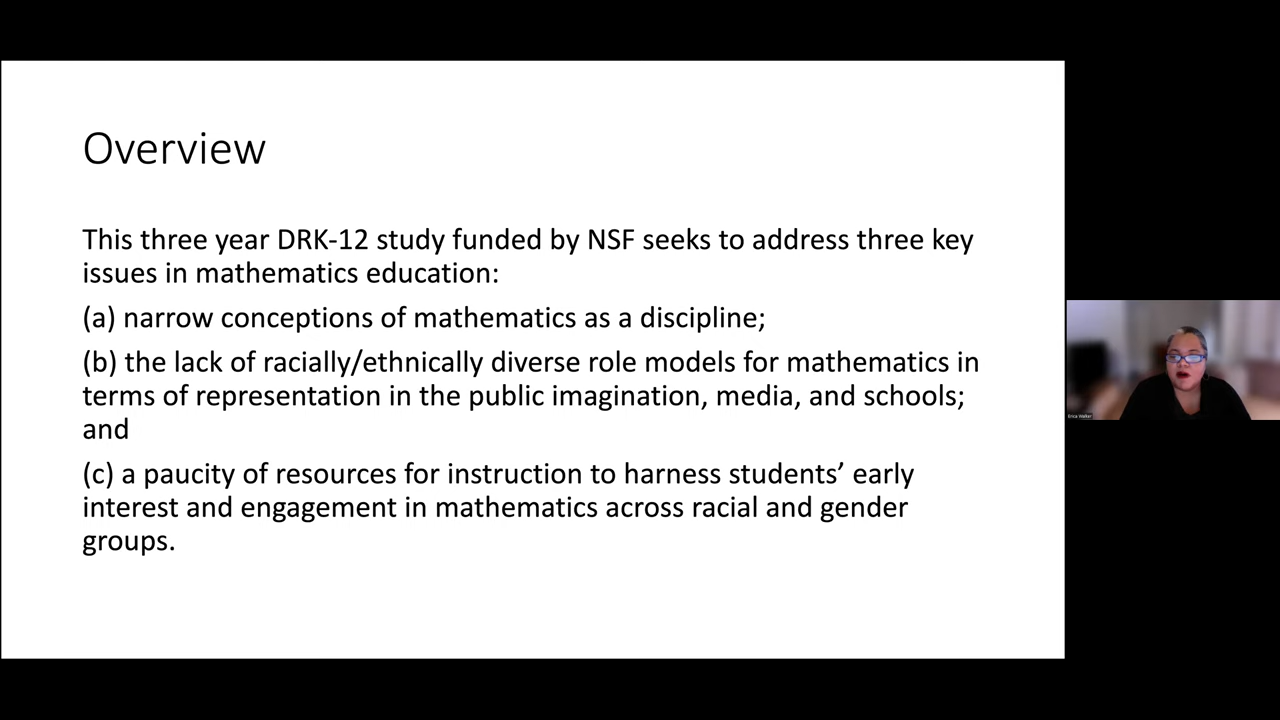 Overview
This three year DRK-12 study funded by NSF seeks to address three key
issues in mathematics education:
(a) narrow conceptions of mathematics as a discipline;
(b) the lack of racially/ethnically diverse role models for mathematics in
terms of representation in the public imagination, media, and schools;
and
(c) a paucity of resources for instruction to harness students’ early
interest and engagement in mathematics across racial and gender
groups.
Erica Walker